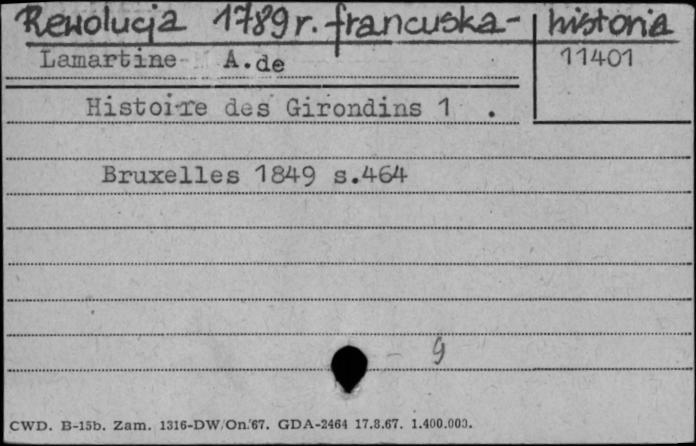 Rewolucja 1789 r. francuska - historia
Lamartine A.de
11401
Histoire des Girondins 1 .
Bruxelles 1849 s.464
- 9
CWD. B-15b. Zam. 1316-DW/On.'67. GDA-2464 17.8.67. 1.400.000.